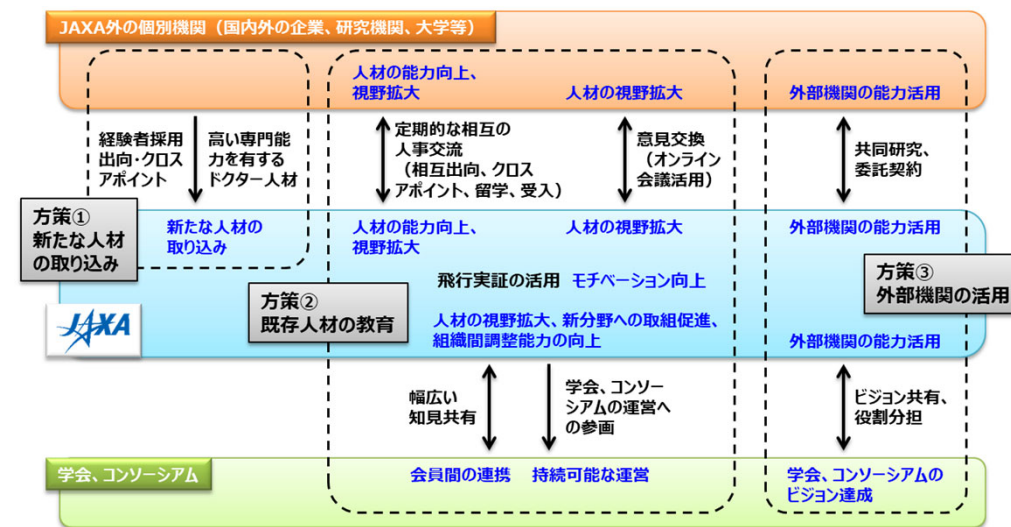 JAXA外の個別機関（国内外の企業、研究機関、大学等）
人材の能力向上、
視野拡大
人材の視野拡大
外部機関の能力活用
経験者採用
出向・クロス
アポイント
高い専門能
力を有する
ドクター人材
定期的な相互の
人事交流
（相互出向、クロス
アポイント、留学、受入）
意見交換
（オンライン
会議活用）
共同研究、
委託契約
方策①
新たな人材
の取り込み
新たな人材の
取り込み
人材の能力向上、
視野拡大
人材の視野拡大
外部機関の能力活用
飛行実証の活用 モチベーション向上
方策②
既存人材の教育
方策③
外部機関の活用
JAXA
人材の視野拡大、新分野への取組促進、
組織間調整能力の向上
外部機関の能力活用
幅広い
知見共有
学会、コンソー
シアムの運営へ
の参画
ビジョン共有、
役割分担
学会、コンソーシアム
会員間の連携 持続可能な運営
学会、コンソーシアムの
ビジョン達成